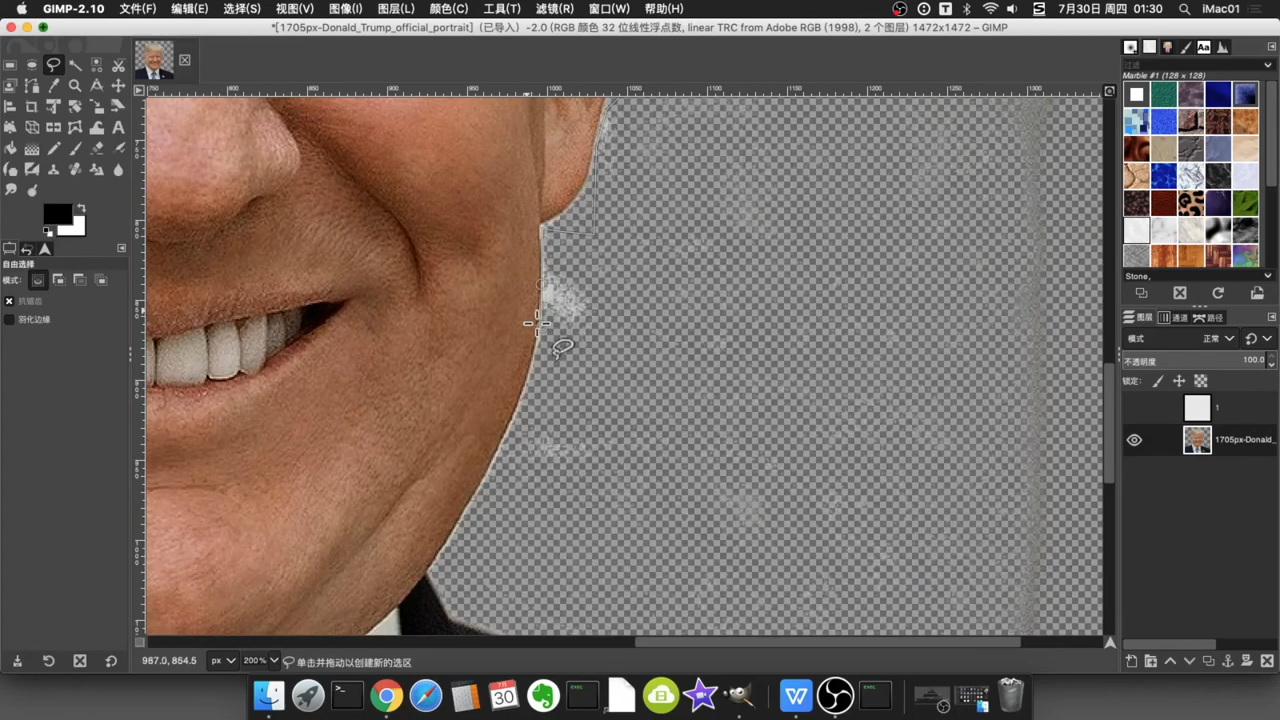 GIMP-2.10 文件(F) 编辑(E) 选择(S) 视图(V) 图像(I) 图层(L) 颜色(C) 工具(T) 滤镜(R) 窗口(W) 帮助(H) 7月30日 周四 01:30 iMac01
*[1705px-Donald_Trump_official_portrait]（已导入）-2.0 (RGB 颜色 32 位线性浮点数, linear TRC from Adobe RGB (1998), 2 个图层) 1472x1472 – GIMP
过滤
Marble #1 (128 × 128)
自由选择
模式：
抗锯齿
羽化边缘
Stone,
图层 通道 路径
模式 正常
不透明度 100.0
锁定：
1
1705px-Donald_
987.0, 854.5 px 200% 单击并拖动以创建新的选区
7月
30